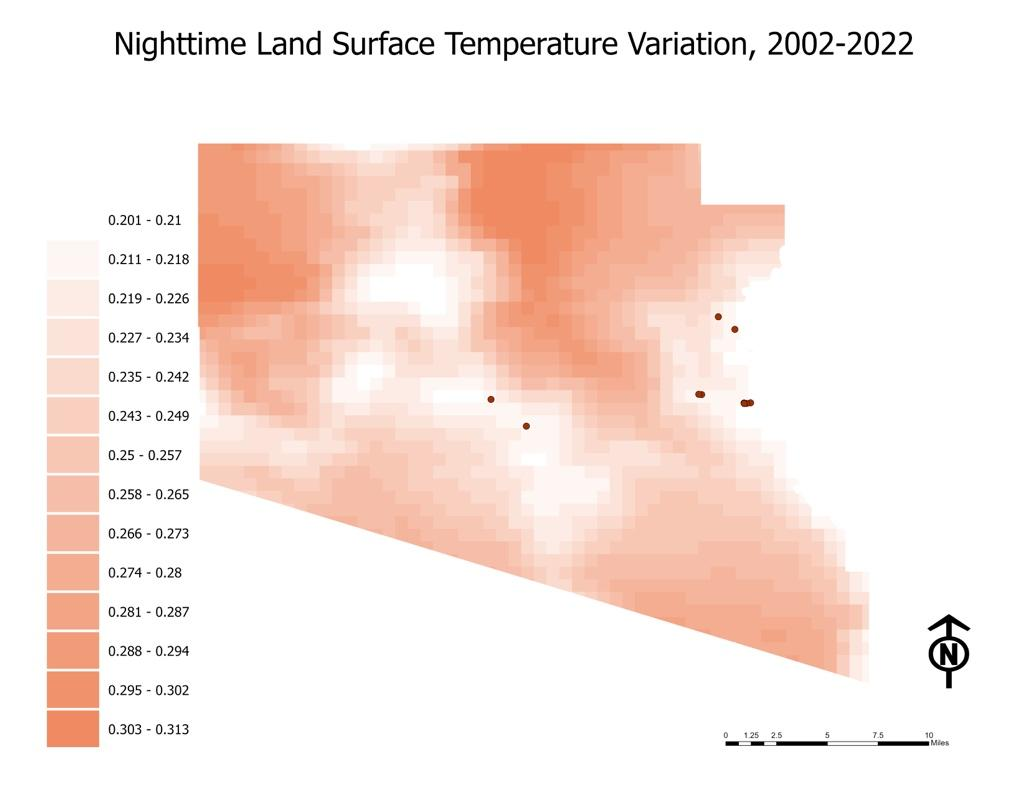 Nighttime Land Surface Temperature Variation, 2002-2022
0.201 - 0.21
0.211 - 0.218
0.219 - 0.226
0.227 - 0.234
0.235 - 0.242
0.243 - 0.249
0.25 - 0.257
0.258 - 0.265
0.266 - 0.273
0.274 - 0.28
0.281 - 0.287
0.288 - 0.294
0.295 - 0.302
0.303 - 0.313
N
0 1.25 2.5 5 7.5 10
Miles